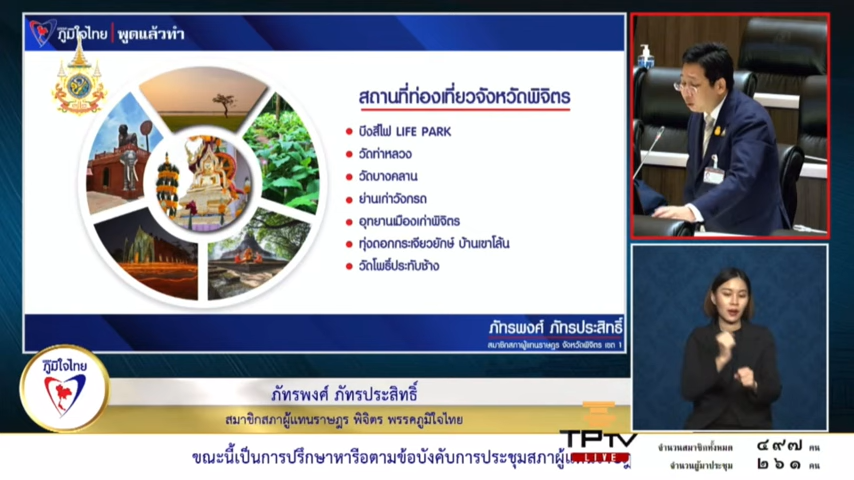 ภูมิใจไทย | พูดแล้วทำ
สถานที่ท่องเที่ยวจังหวัดพิจิตร
บึงสีไฟ LIFE PARK
วัดท่าหลวง
วัดบางคลาน
ย่านเก่าวังกรด
อุทยานเมืองเก่าพิจิตร
ทุ่งดอกกระเจียวยักษ์ บ้านเขาโล้น
วัดโพธิ์ประทับช้าง
ภัทรพงศ์ ภัทรประสิทธิ์
สมาชิกสภาผู้แทนราษฎร จังหวัดพิจิตร เขต 1
ภูมิใจไทย
ภัทรพงศ์ ภัทรประสิทธิ์
สมาชิกสภาผู้แทนราษฎร พิจิตร พรรคภูมิใจไทย
TPTV
LIVE
ขณะนี้เป็นการปรึกษาหารือตามข้อบังคับการประชุมสภาผู้
จำนวนสมาชิกทั้งหมด ๔๙๗ คน
จำนวนผู้มาประชุม ๒๖๑ คน